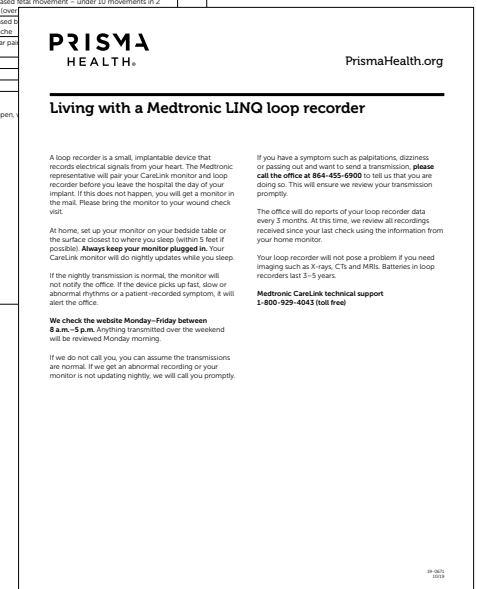 ased fetal movement – under 10 movements in 2
(over
ased b
che
ar pai
pen, v
PRISMA
HEALTH®
PrismaHealth.org
Living with a Medtronic LINQ loop recorder
A loop recorder is a small, implantable device that
records electrical signals from your heart. The Medtronic
representative will pair your CareLink monitor and loop
recorder before you leave the hospital the day of your
implant. If this does not happen, you will get a monitor in
the mail. Please bring the monitor to your wound check
visit.
At home, set up your monitor on your bedside table or
the surface closest to where you sleep (within 5 feet if
possible). Always keep your monitor plugged in. Your
CareLink monitor will do nightly updates while you sleep.
If the nightly transmission is normal, the monitor will
not notify the office. If the device picks up fast, slow or
abnormal rhythms or a patient-recorded symptom, it will
alert the office.
We check the website Monday–Friday between
8 a.m.–5 p.m. Anything transmitted over the weekend
will be reviewed Monday morning.
If we do not call you, you can assume the transmissions
are normal. If we get an abnormal recording or your
monitor is not updating nightly, we will call you promptly.
If you have a symptom such as palpitations, dizziness
or passing out and want to send a transmission, please
call the office at 864-455-6900 to tell us that you are
doing so. This will ensure we review your transmission
promptly.
The office will do reports of your loop recorder data
every 3 months. At this time, we review all recordings
received since your last check using the information from
your home monitor.
Your loop recorder will not pose a problem if you need
imaging such as X-rays, CTs and MRIs. Batteries in loop
recorders last 3–5 years.
Medtronic CareLink technical support
1-800-929-4043 (toll free)
19-0671
10/19